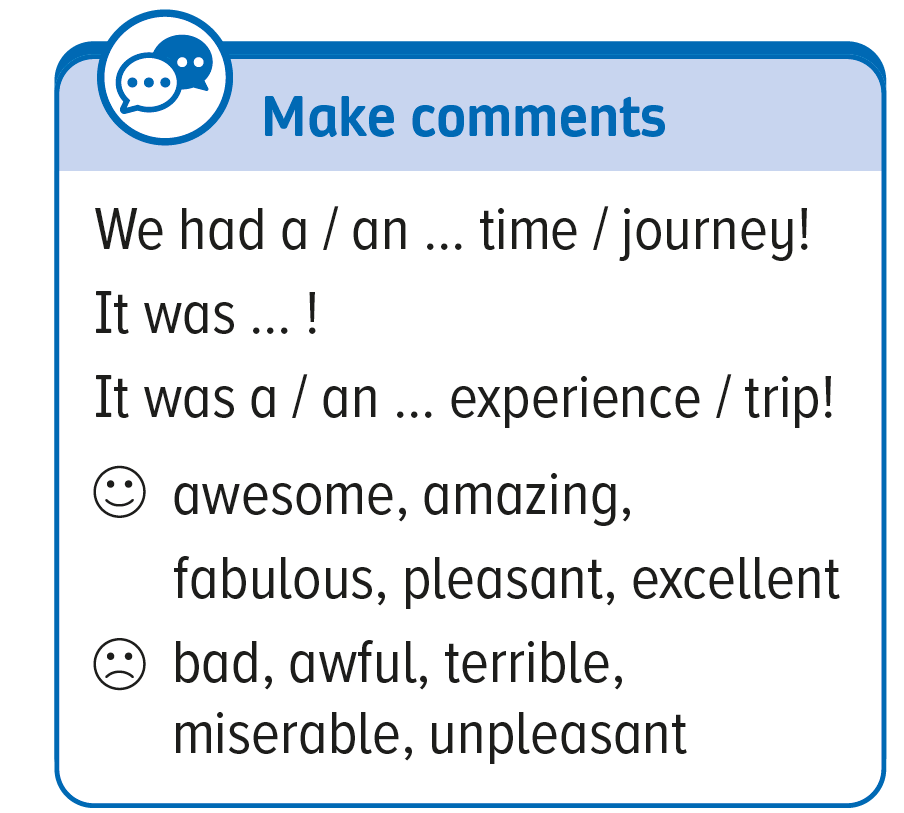 Make comments
We had a / an ... time / journey!
It was ... !
It was a / an ... experience / trip!
awesome, amazing,
fabulous, pleasant, excellent
bad, awful, terrible,
miserable, unpleasant